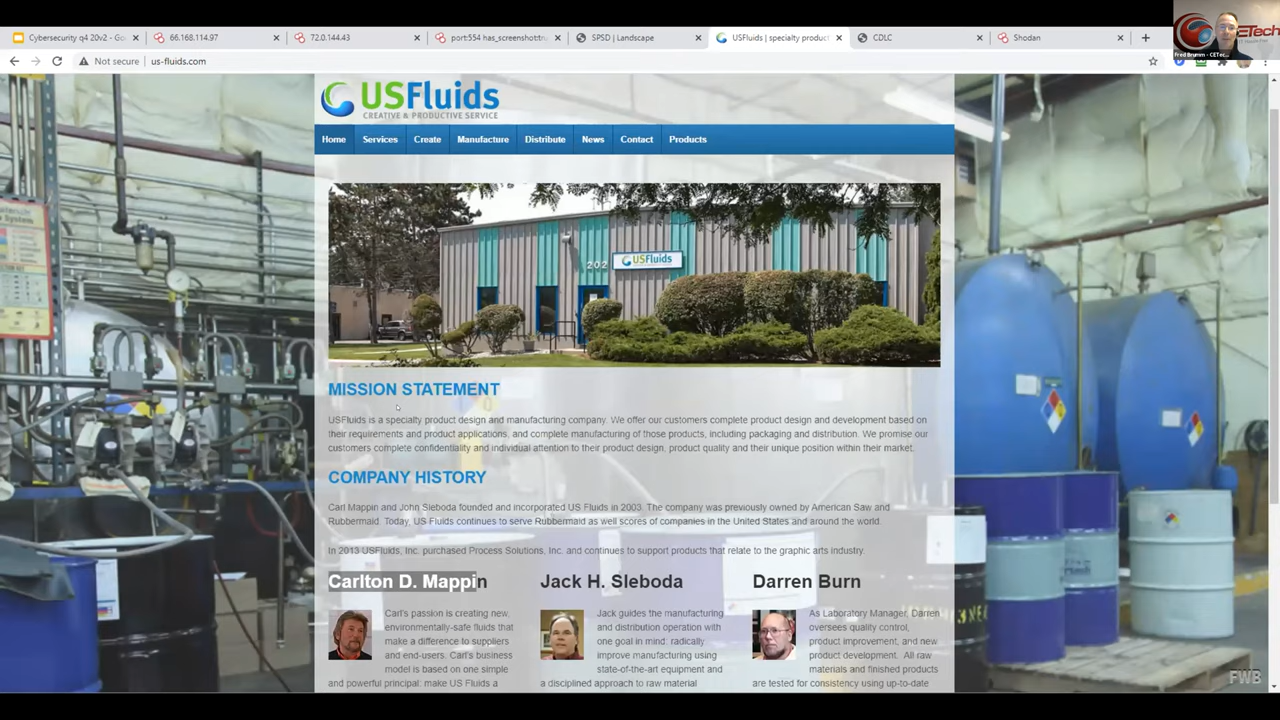 Cybersecurity q4 20v2 - Go
66.168.114.97
72.0.144.43
port:554 has_screenshot:tru
SPSD | Landscape
USFluids | specialty product
CDLC
Shodan
Not secure | us-fluids.com
CETech
Fred Brumm - CETec...
USFluids
CREATIVE & PRODUCTIVE SERVICE
Home Services Create Manufacture Distribute News Contact Products
202
USFluids
MISSION STATEMENT
USFluids is a specialty product design and manufacturing company. We offer our customers complete product design and development based on
their requirements and product applications, and complete manufacturing of those products, including packaging and distribution. We promise our
customers complete confidentiality and individual attention to their product design, product quality and their unique position within their market.
COMPANY HISTORY
Carl Mappin and John Sleboda founded and incorporated US Fluids in 2003. The company was previously owned by American Saw and
Rubbermaid. Today, US Fluids continues to serve Rubbermaid as well scores of companies in the United States and around the world.
In 2013 USFluids, Inc. purchased Process Solutions, Inc. and continues to support products that relate to the graphic arts industry.
Carlton D. Mappin
Carl's passion is creating new,
environmentally-safe fluids that
make a difference to suppliers
and end-users. Carl's business
model is based on one simple
and powerful principal: make US Fluids a
Jack H. Sleboda
Jack guides the manufacturing
and distribution operation with
one goal in mind: radically
improve manufacturing using
state-of-the-art equipment and
a disciplined approach to raw material
Darren Burn
As Laboratory Manager, Darren
oversees quality control,
product improvement, and new
product development. All raw
materials and finished products
are tested for consistency using up-to-date
FWB